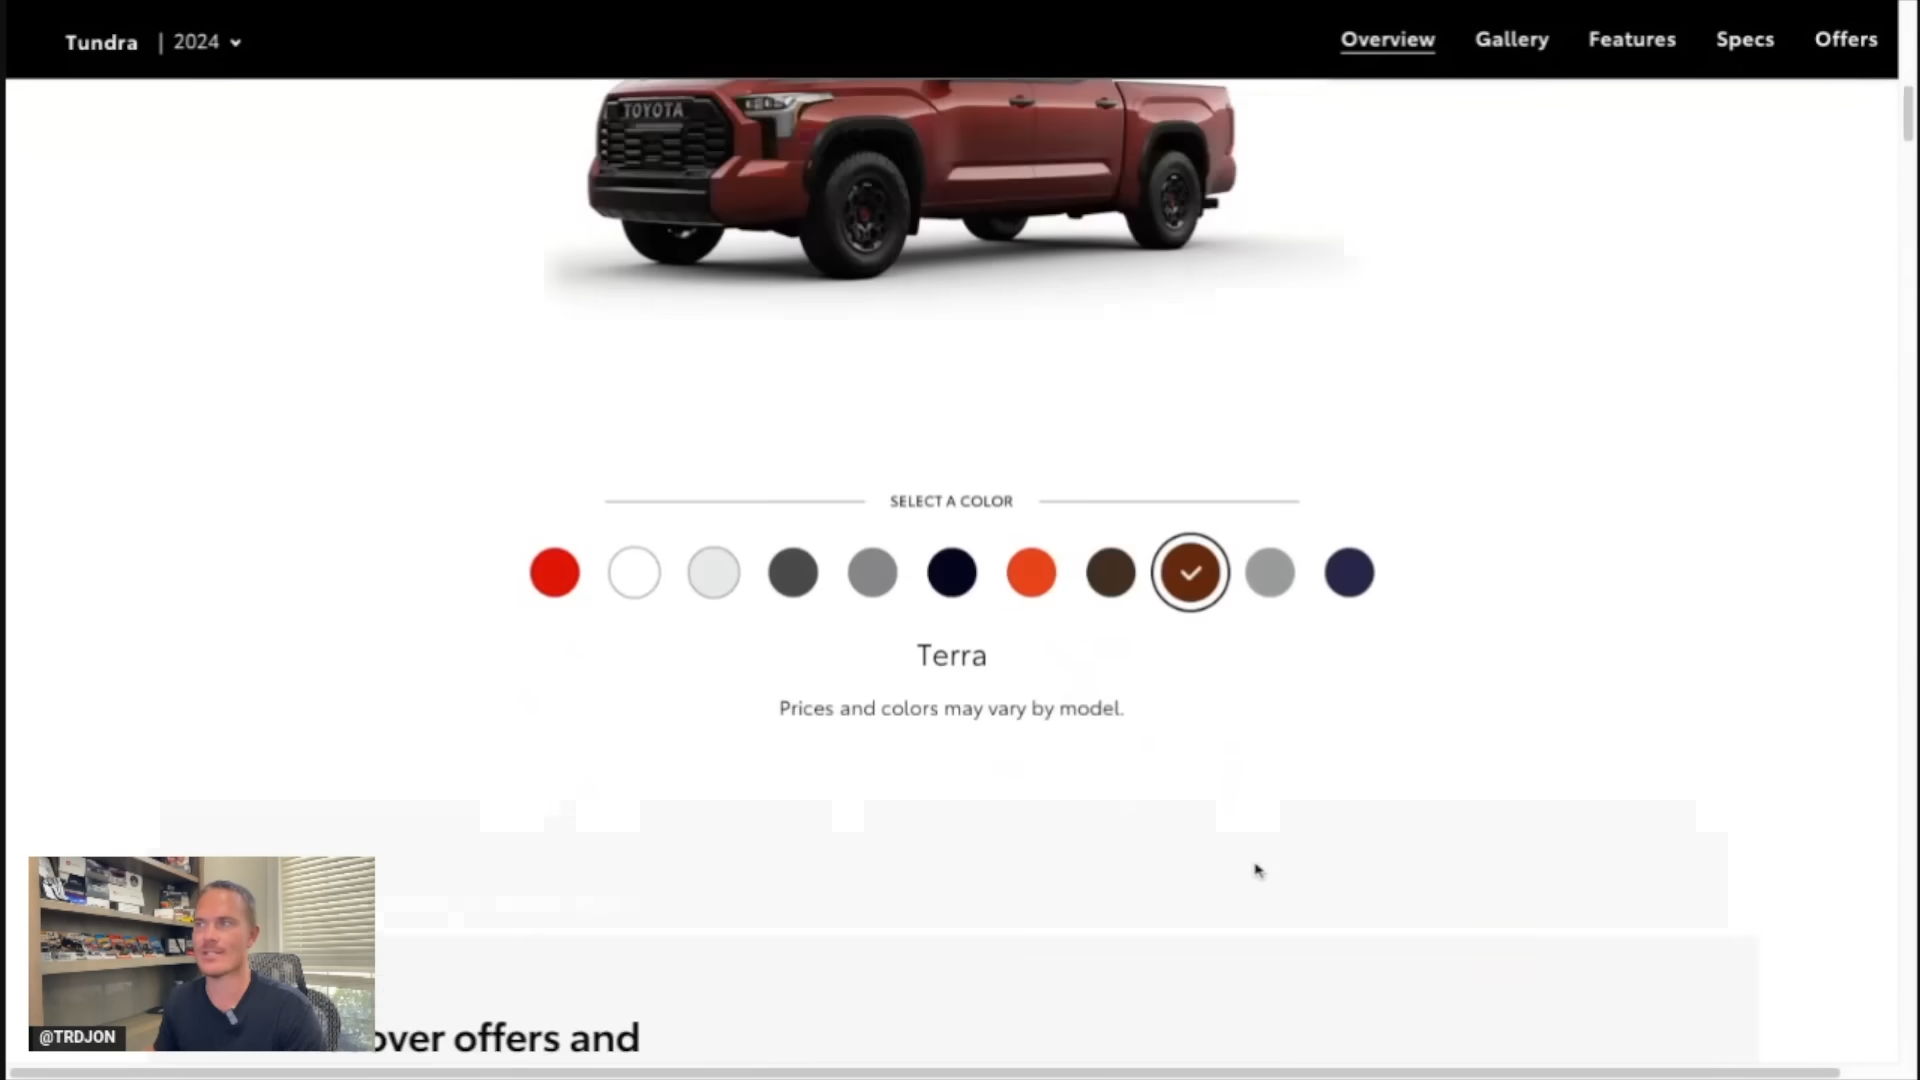 Tundra | 2024
Overview Gallery Features Specs Offers
TOYOTA
SELECT A COLOR
Terra
Prices and colors may vary by model.
@TRDJON
over offers and